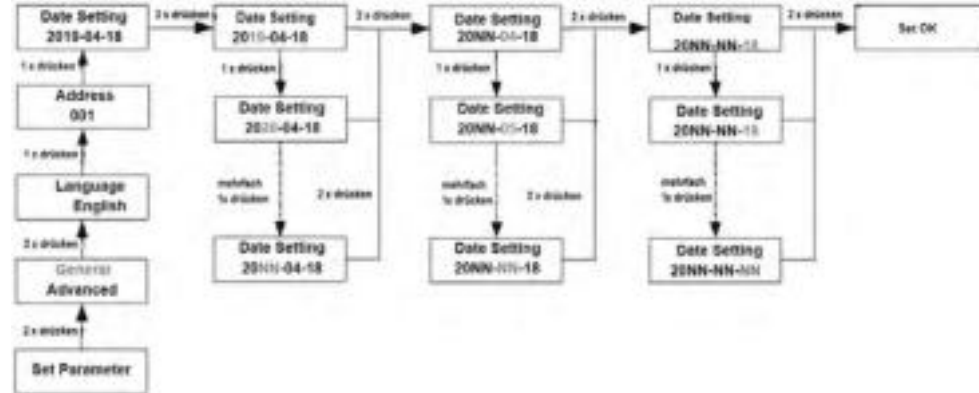 Date Setting
2019-04-18
2 x drücken
Date Setting
2019-04-18
2 x drücken
Date Setting
20NN-04-18
2 x drücken
Date Setting
20NN-NN-18
2 x drücken
Set OK
1 x drücken
1 x drücken
1 x drücken
1 x drücken
Address
001
Date Setting
2020-04-18
Date Setting
20NN-05-18
Date Setting
20NN-NN-18
1 x drücken
Language
English
mehrfach
1x drücken
2 x drücken
mehrfach
1x drücken
2 x drücken
mehrfach
1x drücken
2 x drücken
General
Advanced
Date Setting
20NN-04-18
Date Setting
20NN-NN-18
Date Setting
20NN-NN-NN
2 x drücken
Set Parameter